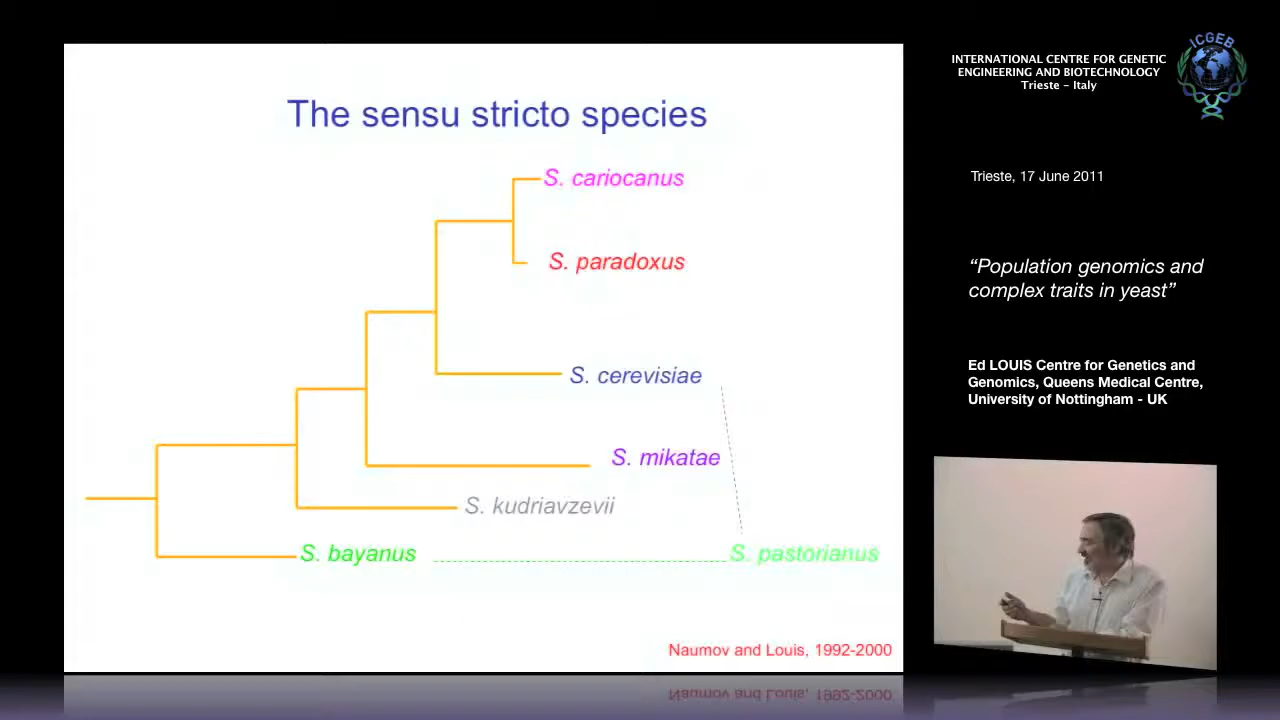 The sensu stricto species
S. cariocanus
S. paradoxus
S. cerevisiae
S. mikatae
S. kudriavzevii
S. bayanus
S. pastorianus
Naumov and Louis, 1992-2000
INTERNATIONAL CENTRE FOR GENETIC
ENGINEERING AND BIOTECHNOLOGY
Trieste – Italy
ICGEB
Trieste, 17 June 2011
“Population genomics and
complex traits in yeast”
Ed LOUIS Centre for Genetics and
Genomics, Queens Medical Centre,
University of Nottingham - UK